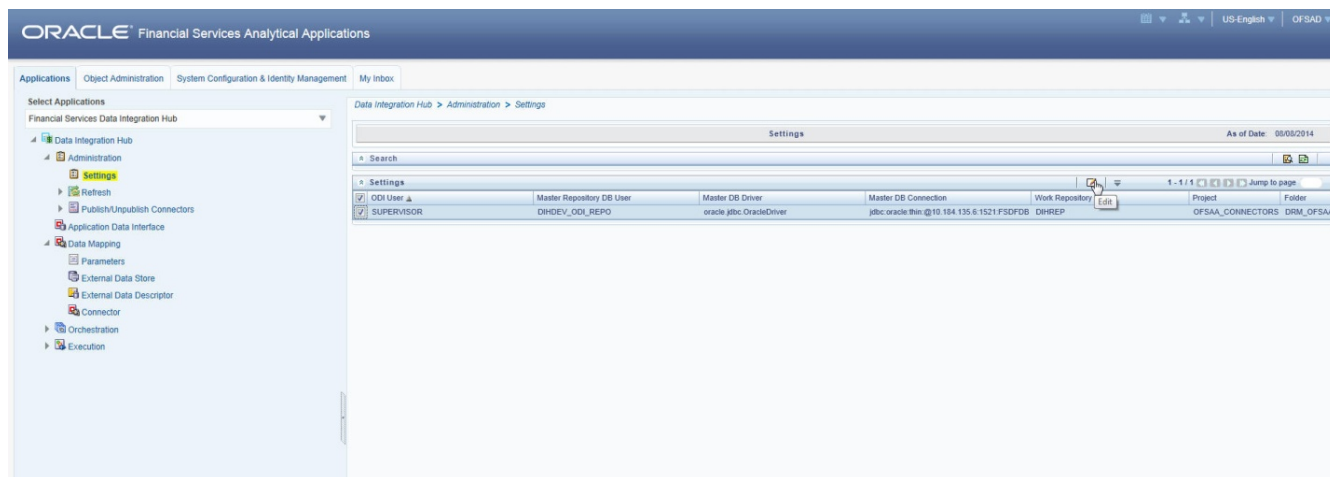 ORACLE® Financial Services Analytical Applications
US-English
OFSAD
Applications
Object Administration
System Configuration & Identity Management
My Inbox
Select Applications
Financial Services Data Integration Hub
Data Integration Hub
Administration
Settings
Refresh
Publish/Unpublish Connectors
Application Data Interface
Data Mapping
Parameters
External Data Store
External Data Descriptor
Connector
Orchestration
Execution
Data Integration Hub > Administration > Settings
Settings
As of Date: 08/08/2014
Search
Settings
1 - 1 / 1
Jump to page
ODI User
Master Repository DB User
Master DB Driver
Master DB Connection
Work Repository
Project
Folder
SUPERVISOR
DIHDEV_ODI_REPO
oracle.jdbc.OracleDriver
jdbc:oracle:thin:@10.184.135.6:1521:FSDFDB
DIHREP
OFSAA_CONNECTORS
DRM_OFSA
Edit